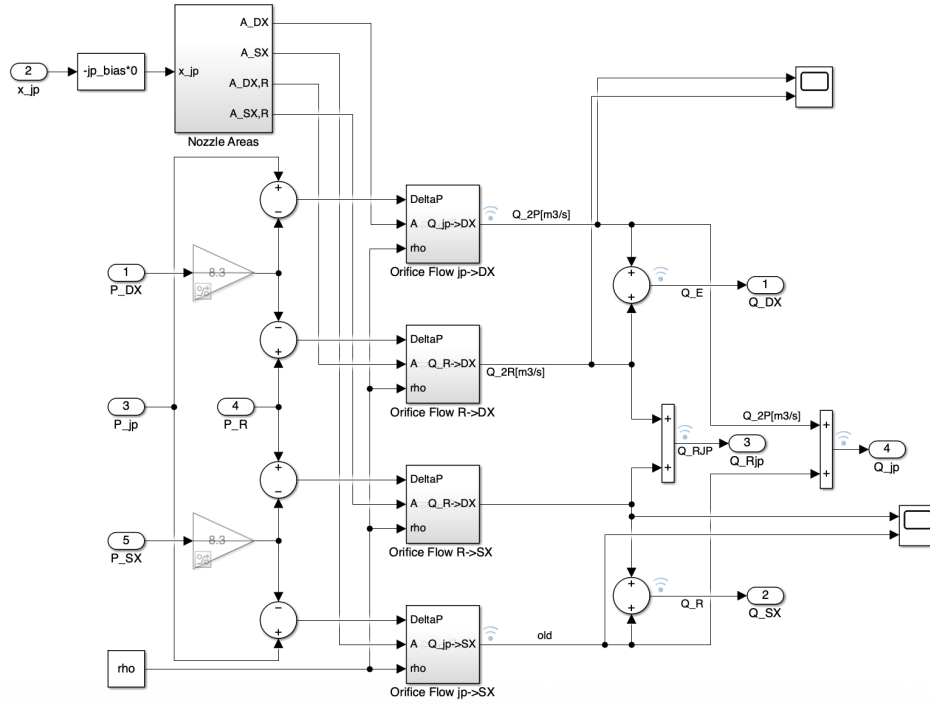 A_DX
A_SX
A_DX,R
A_SX,R
x_jp
Nozzle Areas
2
x_jp
-jp_bias*0
+
−
DeltaP
A
Q_jp->DX
rho
Orifice Flow jp->DX
Q_2P[m3/s]
1
P_DX
8.3
+
+
Q_E
1
Q_DX
−
+
DeltaP
A
Q_R->DX
rho
Orifice Flow R->DX
Q_2R[m3/s]
3
P_jp
4
P_R
+
+
Q_RJP
3
Q_Rjp
Q_2P[m3/s]
+
+
4
Q_jp
+
−
DeltaP
A
Q_R->DX
rho
Orifice Flow R->SX
5
P_SX
8.3
+
+
Q_R
2
Q_SX
−
+
DeltaP
A
Q_jp->SX
rho
Orifice Flow jp->SX
old
rho